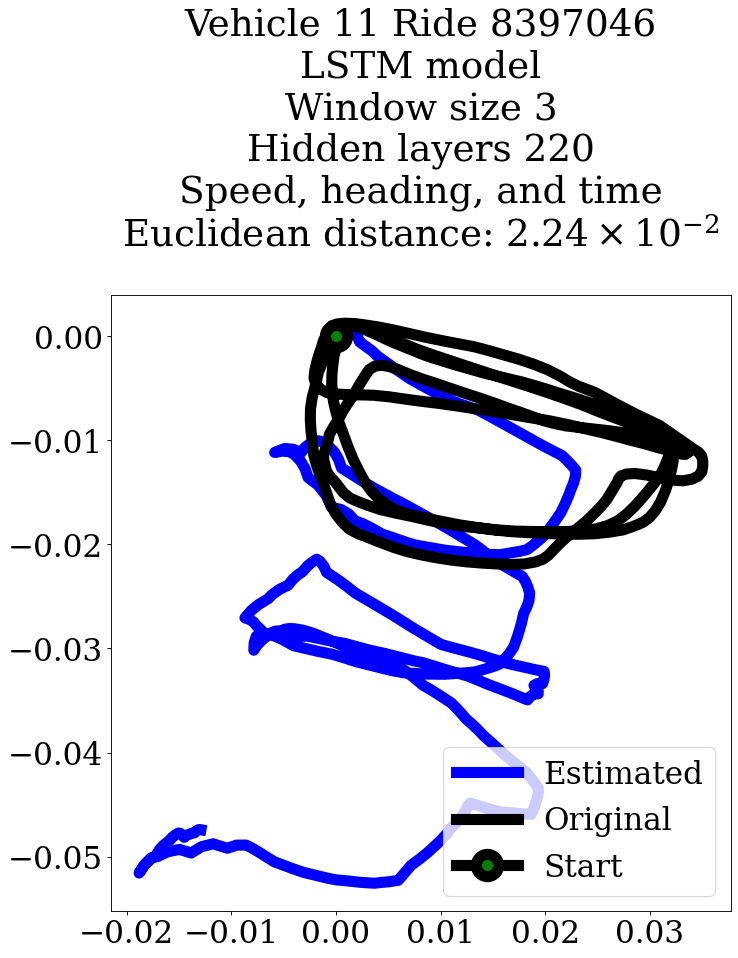 Vehicle 11 Ride 8397046
LSTM model
Window size 3
Hidden layers 220
Speed, heading, and time
Euclidean distance: 2.24 × 10⁻²
0.00
−0.01
−0.02
−0.03
−0.04
−0.05
Estimated
Original
Start
−0.02 −0.01 0.00 0.01 0.02 0.03